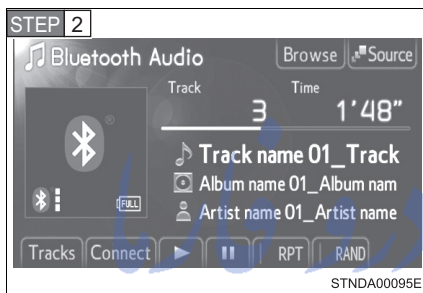 STEP 2
Bluetooth Audio Browse Source
Track Time
3 1'48"
Track name 01_Track
Album name 01_Album nam
Artist name 01_Artist name
FULL
Tracks Connect RPT RAND
STNDA00095E